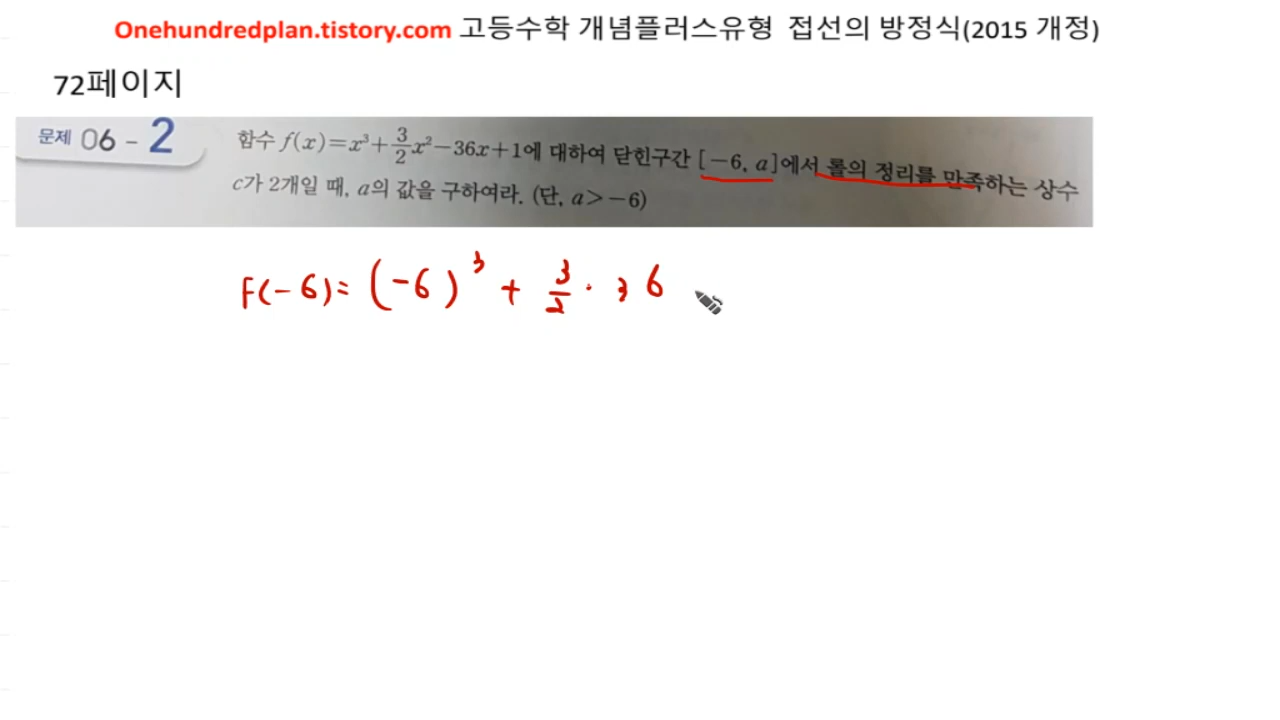 Onehundredplan.tistory.com 고등수학 개념플러스유형 접선의 방정식(2015 개정)
72페이지
문제 06 - 2 함수 f(x)=x³+3/2x²-36x+1에 대하여 닫힌구간 [-6, a]에서 롤의 정리를 만족하는 상수
c가 2개일 때, a의 값을 구하여라. (단, a>-6)
F(-6)= (-6)³ + 3/2 · 36